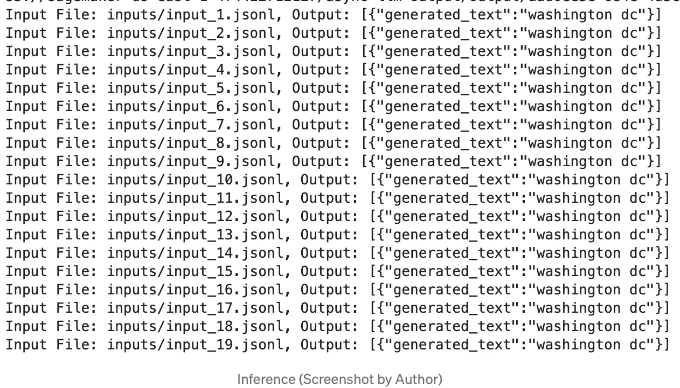 Input File: inputs/input_1.jsonl, Output: [{"generated_text":"washington dc"}]
Input File: inputs/input_2.jsonl, Output: [{"generated_text":"washington dc"}]
Input File: inputs/input_3.jsonl, Output: [{"generated_text":"washington dc"}]
Input File: inputs/input_4.jsonl, Output: [{"generated_text":"washington dc"}]
Input File: inputs/input_5.jsonl, Output: [{"generated_text":"washington dc"}]
Input File: inputs/input_6.jsonl, Output: [{"generated_text":"washington dc"}]
Input File: inputs/input_7.jsonl, Output: [{"generated_text":"washington dc"}]
Input File: inputs/input_8.jsonl, Output: [{"generated_text":"washington dc"}]
Input File: inputs/input_9.jsonl, Output: [{"generated_text":"washington dc"}]
Input File: inputs/input_10.jsonl, Output: [{"generated_text":"washington dc"}]
Input File: inputs/input_11.jsonl, Output: [{"generated_text":"washington dc"}]
Input File: inputs/input_12.jsonl, Output: [{"generated_text":"washington dc"}]
Input File: inputs/input_13.jsonl, Output: [{"generated_text":"washington dc"}]
Input File: inputs/input_14.jsonl, Output: [{"generated_text":"washington dc"}]
Input File: inputs/input_15.jsonl, Output: [{"generated_text":"washington dc"}]
Input File: inputs/input_16.jsonl, Output: [{"generated_text":"washington dc"}]
Input File: inputs/input_17.jsonl, Output: [{"generated_text":"washington dc"}]
Input File: inputs/input_18.jsonl, Output: [{"generated_text":"washington dc"}]
Input File: inputs/input_19.jsonl, Output: [{"generated_text":"washington dc"}]
Inference (Screenshot by Author)